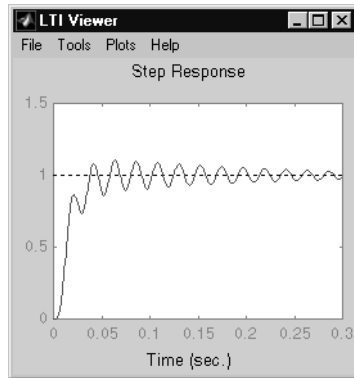 LTI Viewer
File Tools Plots Help
Step Response
1.5
1
0.5
0
0 0.05 0.1 0.15 0.2 0.25 0.3
Time (sec.)